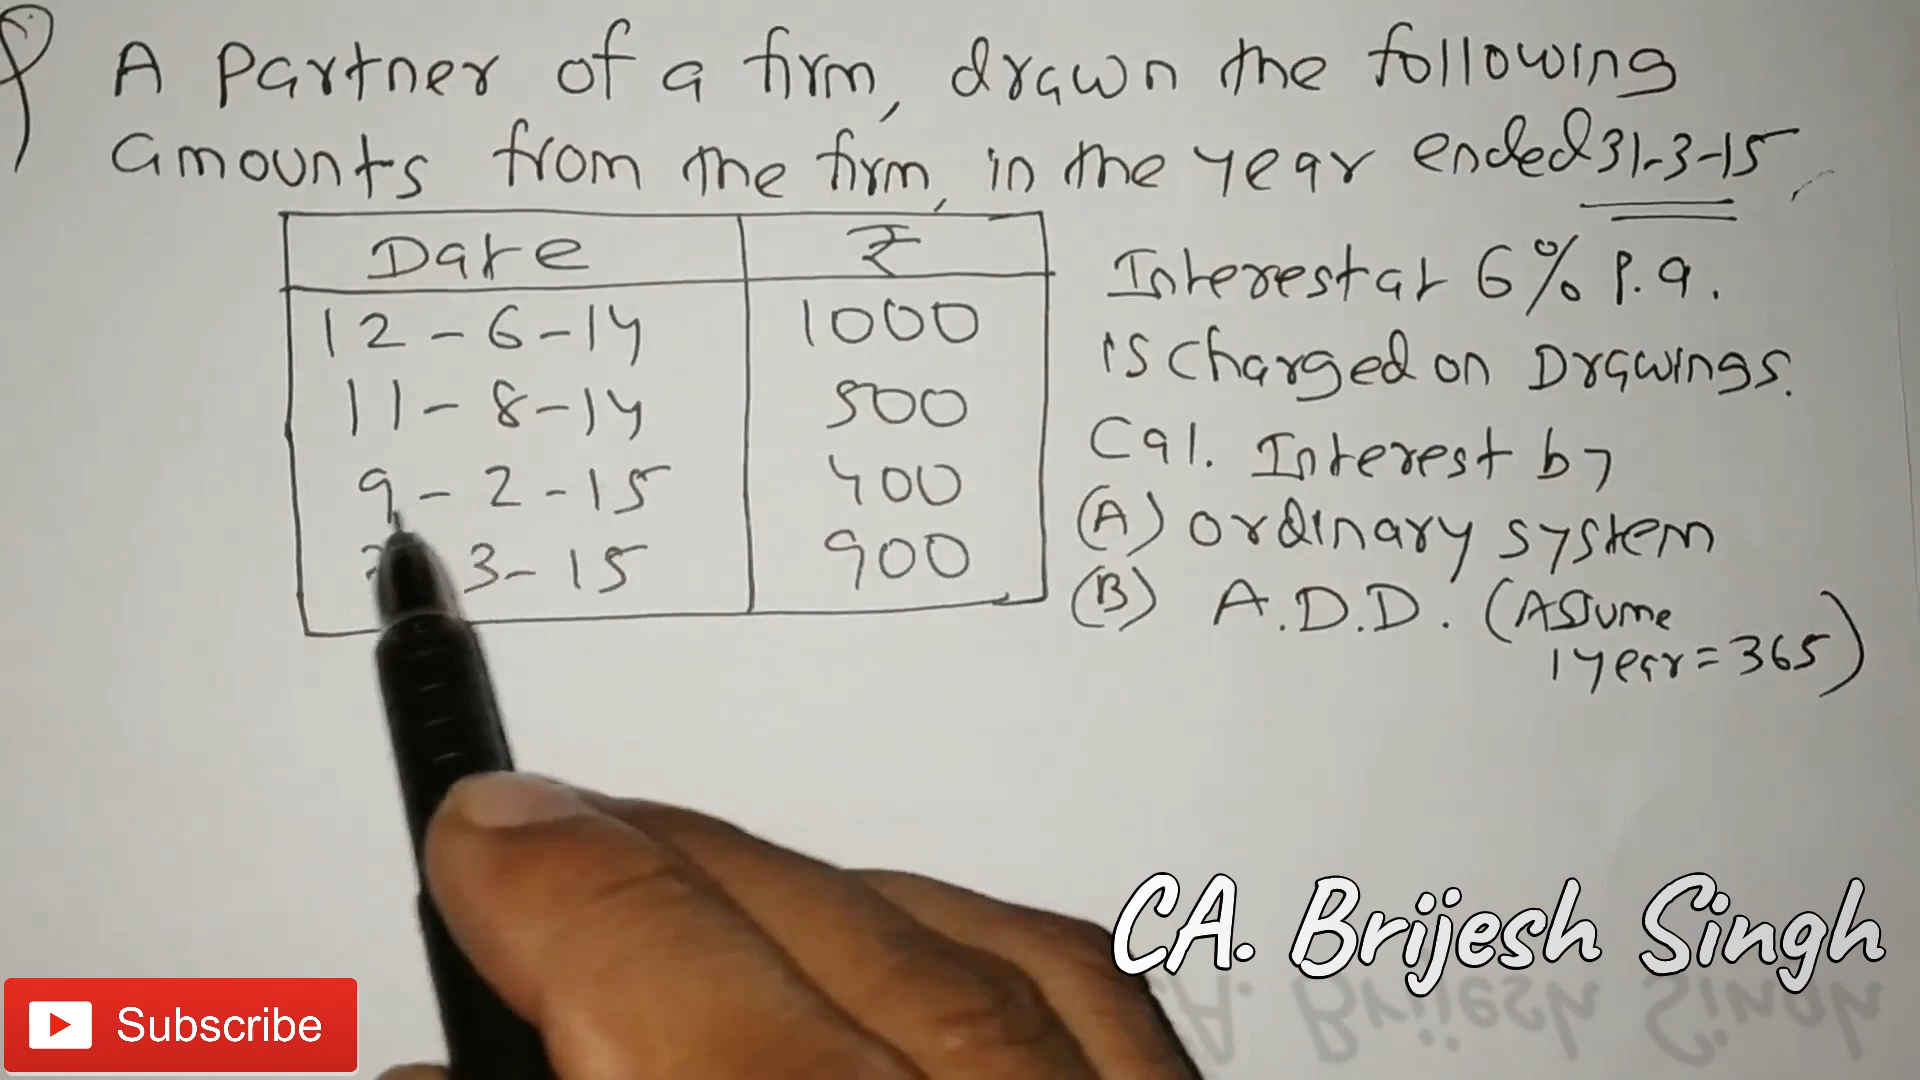 A Partner of a firm, drawn the following
amounts from the firm, in the year ended 31-3-15
Date ₹
12-6-14 1000
11-8-14 500
9-2-15 400
3-15 900
Interest at 6% P.a.
is charged on Drawings.
Cal. Interest by
(A) ordinary system
(B) A.D.D. (Assume
1 year = 365)
CA. Brijesh Singh
Subscribe